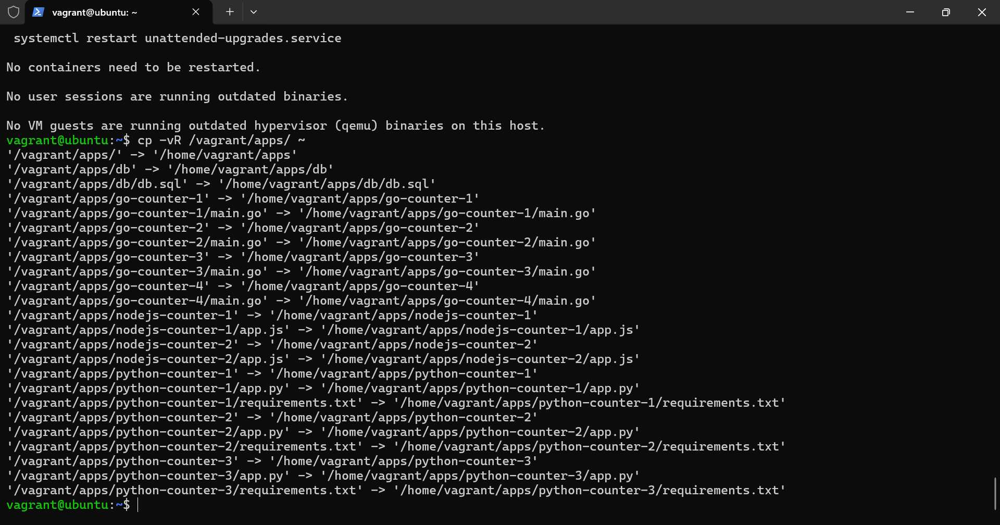 vagrant@ubuntu: ~
systemctl restart unattended-upgrades.service
No containers need to be restarted.
No user sessions are running outdated binaries.
No VM guests are running outdated hypervisor (qemu) binaries on this host.
vagrant@ubuntu:~$ cp -vR /vagrant/apps/ ~
'/vagrant/apps/' -> '/home/vagrant/apps'
'/vagrant/apps/db' -> '/home/vagrant/apps/db'
'/vagrant/apps/db/db.sql' -> '/home/vagrant/apps/db/db.sql'
'/vagrant/apps/go-counter-1' -> '/home/vagrant/apps/go-counter-1'
'/vagrant/apps/go-counter-1/main.go' -> '/home/vagrant/apps/go-counter-1/main.go'
'/vagrant/apps/go-counter-2' -> '/home/vagrant/apps/go-counter-2'
'/vagrant/apps/go-counter-2/main.go' -> '/home/vagrant/apps/go-counter-2/main.go'
'/vagrant/apps/go-counter-3' -> '/home/vagrant/apps/go-counter-3'
'/vagrant/apps/go-counter-3/main.go' -> '/home/vagrant/apps/go-counter-3/main.go'
'/vagrant/apps/go-counter-4' -> '/home/vagrant/apps/go-counter-4'
'/vagrant/apps/go-counter-4/main.go' -> '/home/vagrant/apps/go-counter-4/main.go'
'/vagrant/apps/nodejs-counter-1' -> '/home/vagrant/apps/nodejs-counter-1'
'/vagrant/apps/nodejs-counter-1/app.js' -> '/home/vagrant/apps/nodejs-counter-1/app.js'
'/vagrant/apps/nodejs-counter-2' -> '/home/vagrant/apps/nodejs-counter-2'
'/vagrant/apps/nodejs-counter-2/app.js' -> '/home/vagrant/apps/nodejs-counter-2/app.js'
'/vagrant/apps/python-counter-1' -> '/home/vagrant/apps/python-counter-1'
'/vagrant/apps/python-counter-1/app.py' -> '/home/vagrant/apps/python-counter-1/app.py'
'/vagrant/apps/python-counter-1/requirements.txt' -> '/home/vagrant/apps/python-counter-1/requirements.txt'
'/vagrant/apps/python-counter-2' -> '/home/vagrant/apps/python-counter-2'
'/vagrant/apps/python-counter-2/app.py' -> '/home/vagrant/apps/python-counter-2/app.py'
'/vagrant/apps/python-counter-2/requirements.txt' -> '/home/vagrant/apps/python-counter-2/requirements.txt'
'/vagrant/apps/python-counter-3' -> '/home/vagrant/apps/python-counter-3'
'/vagrant/apps/python-counter-3/app.py' -> '/home/vagrant/apps/python-counter-3/app.py'
'/vagrant/apps/python-counter-3/requirements.txt' -> '/home/vagrant/apps/python-counter-3/requirements.txt'
vagrant@ubuntu:~$